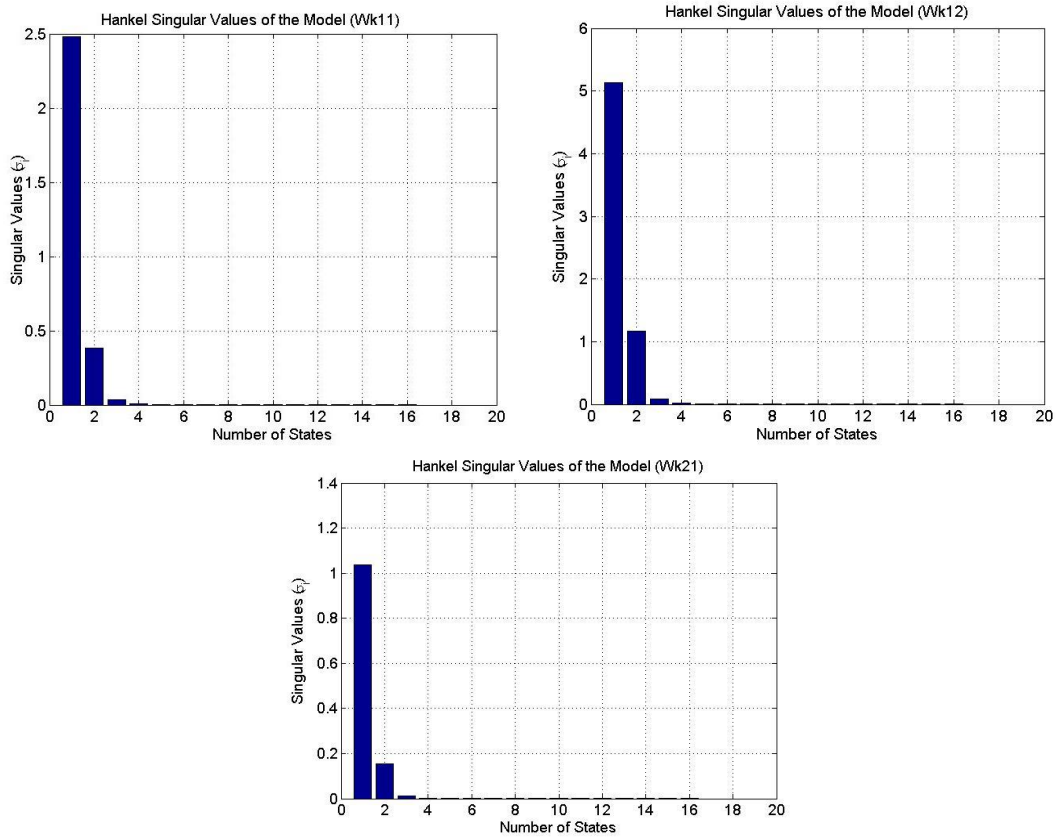 Hankel Singular Values of the Model (Wk11)
2.5
2
1.5
1
0.5
0
Singular Values (σi)
0 2 4 6 8 10 12 14 16 18 20
Number of States
Hankel Singular Values of the Model (Wk12)
6
5
4
3
2
1
0
Singular Values (σi)
0 2 4 6 8 10 12 14 16 18 20
Number of States
Hankel Singular Values of the Model (Wk21)
1.4
1.2
1
0.8
0.6
0.4
0.2
0
Singular Values (σi)
0 2 4 6 8 10 12 14 16 18 20
Number of States